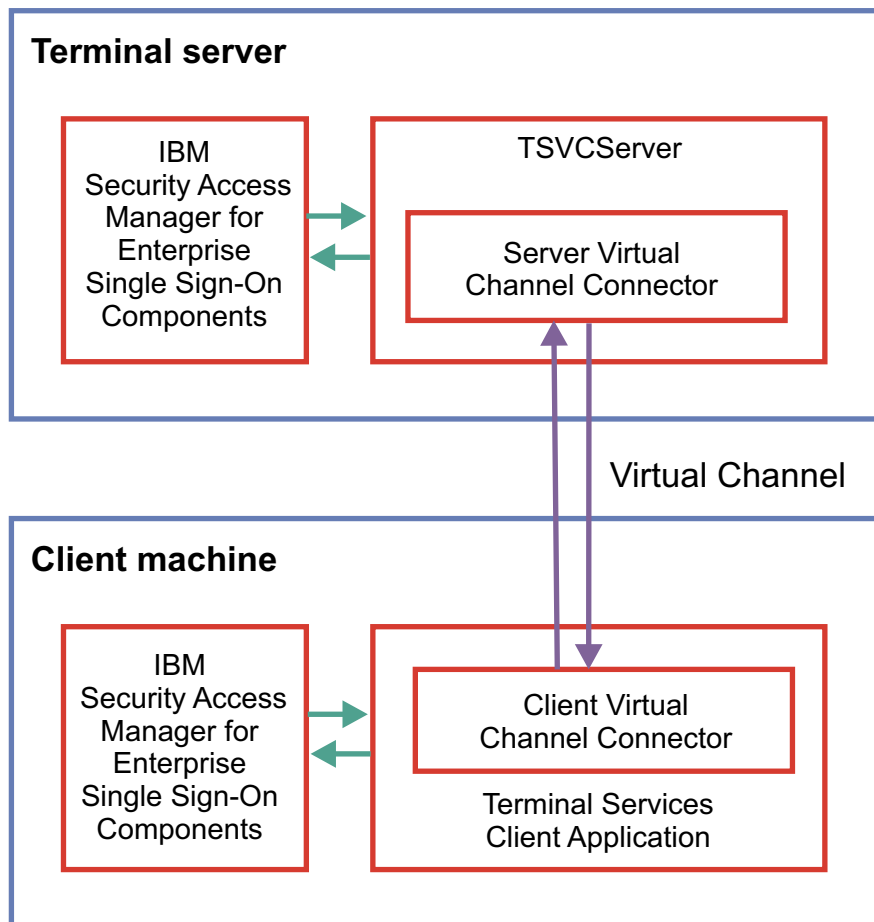 Terminal server
IBM
Security Access
Manager for
Enterprise
Single Sign-On
Components
TSVCServer
Server Virtual
Channel Connector
Virtual Channel
Client machine
IBM
Security Access
Manager for
Enterprise
Single Sign-On
Components
Client Virtual
Channel Connector
Terminal Services
Client Application